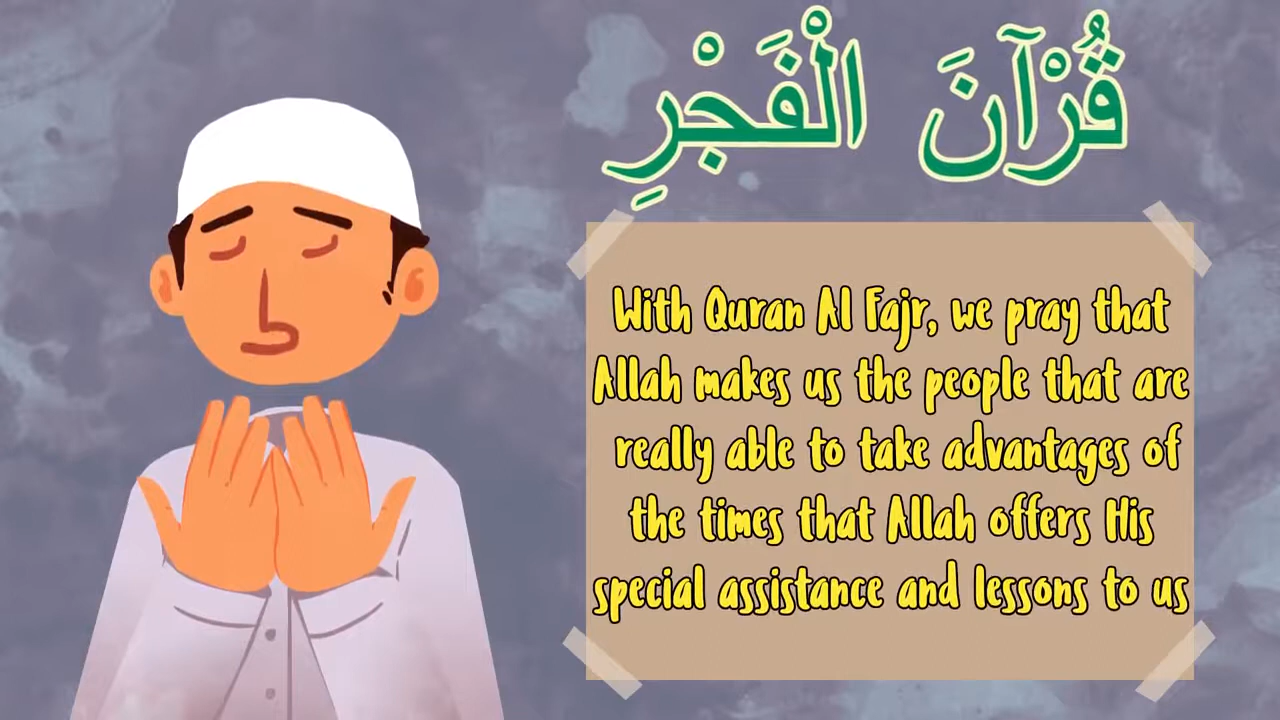 قُرْآنَ الْفَجْرِ
With Quran Al Fajr, we pray that
Allah makes us the people that are
really able to take advantages of
the times that Allah offers His
special assistance and lessons to us